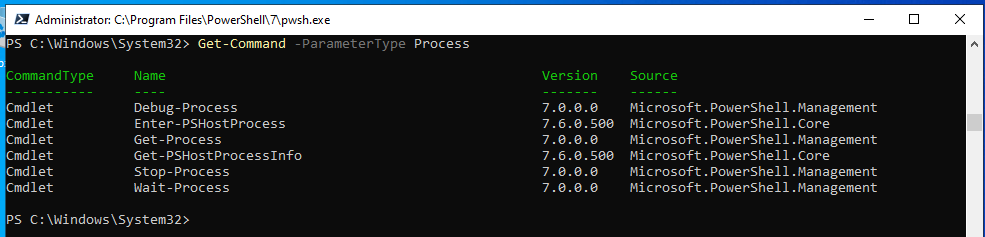 Administrator: C:\Program Files\PowerShell\7\pwsh.exe
PS C:\Windows\System32> Get-Command -ParameterType Process
CommandType     Name                                               Version    Source
-----------     ----                                               -------    ------
Cmdlet          Debug-Process                                      7.0.0.0    Microsoft.PowerShell.Management
Cmdlet          Enter-PSHostProcess                                7.6.0.500  Microsoft.PowerShell.Core
Cmdlet          Get-Process                                        7.0.0.0    Microsoft.PowerShell.Management
Cmdlet          Get-PSHostProcessInfo                              7.6.0.500  Microsoft.PowerShell.Core
Cmdlet          Stop-Process                                       7.0.0.0    Microsoft.PowerShell.Management
Cmdlet          Wait-Process                                       7.0.0.0    Microsoft.PowerShell.Management
PS C:\Windows\System32>